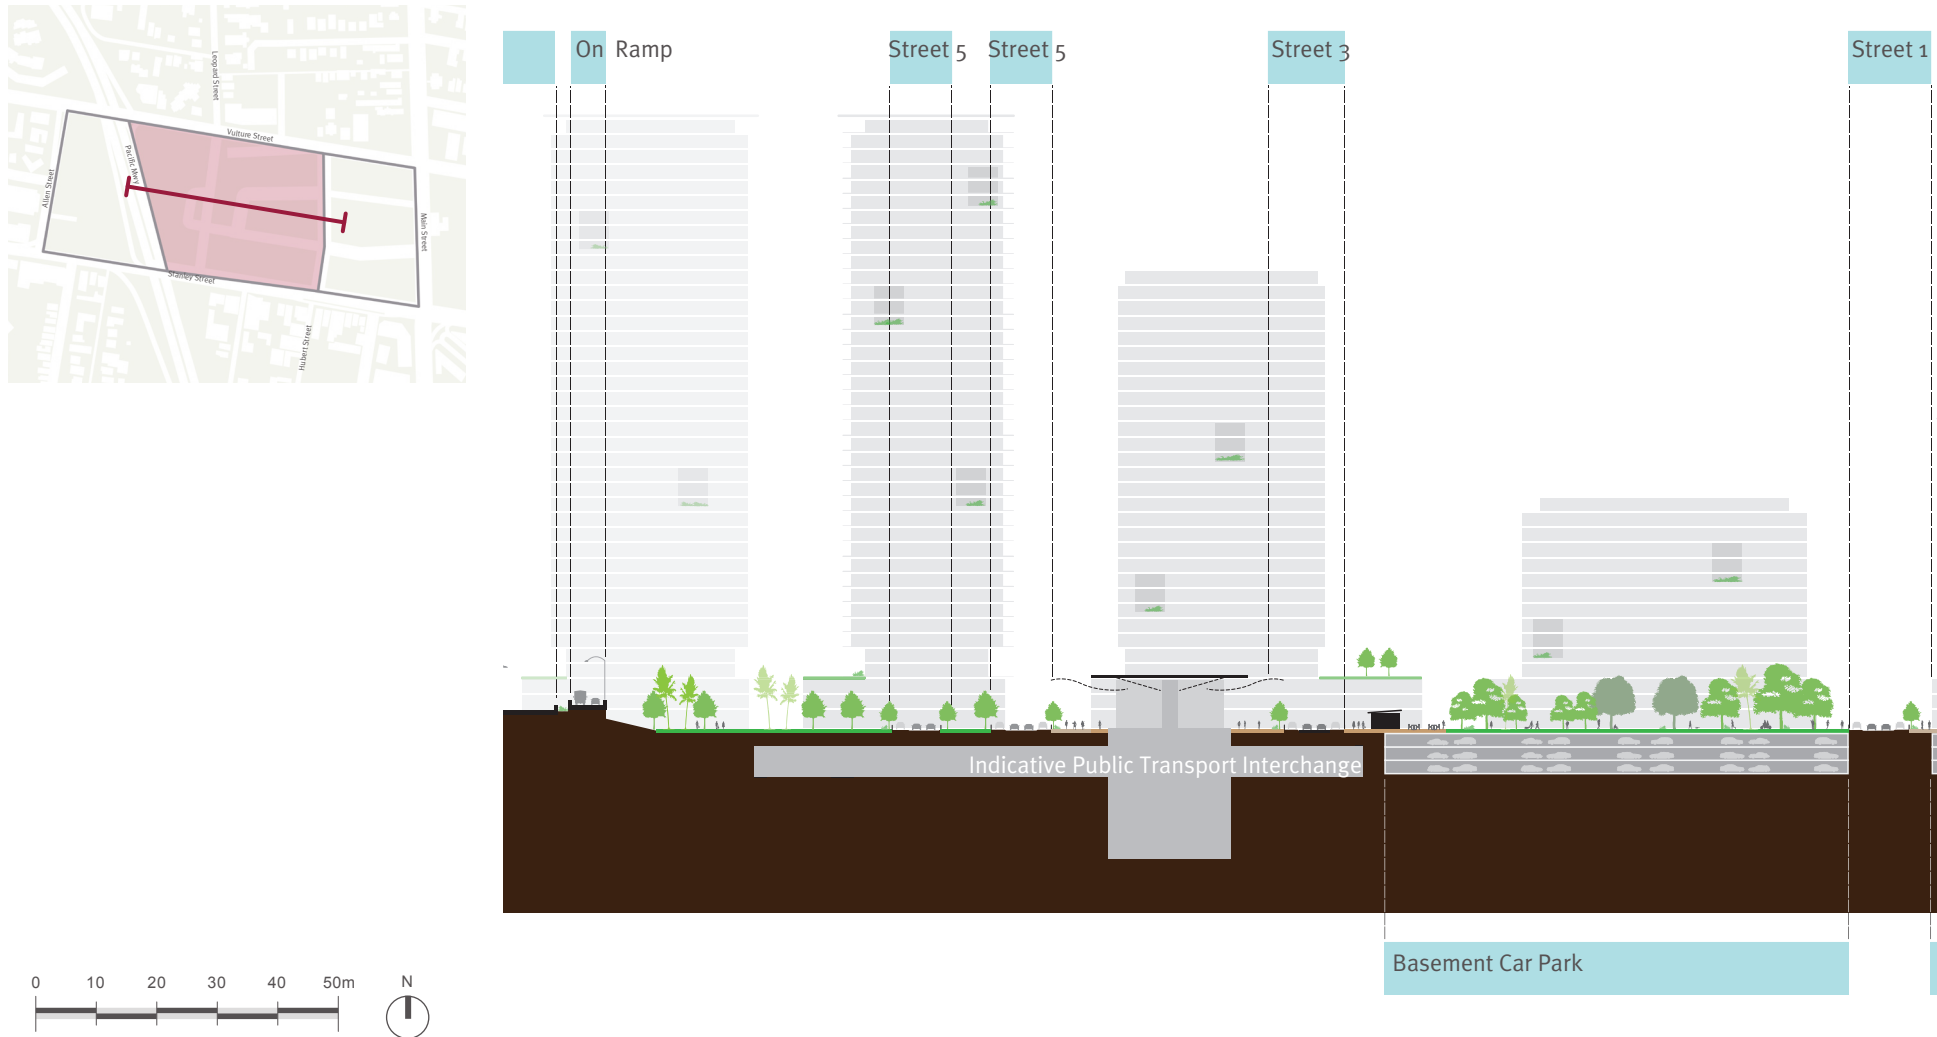 On Ramp
Street 5
Street 5
Street 3
Street 1
Leopard Street
Vulture Street
Pacific Mwy
Allen Street
Main Street
Stanley Street
Hubert Street
Indicative Public Transport Interchange
Basement Car Park
0 10 20 30 40 50m
N